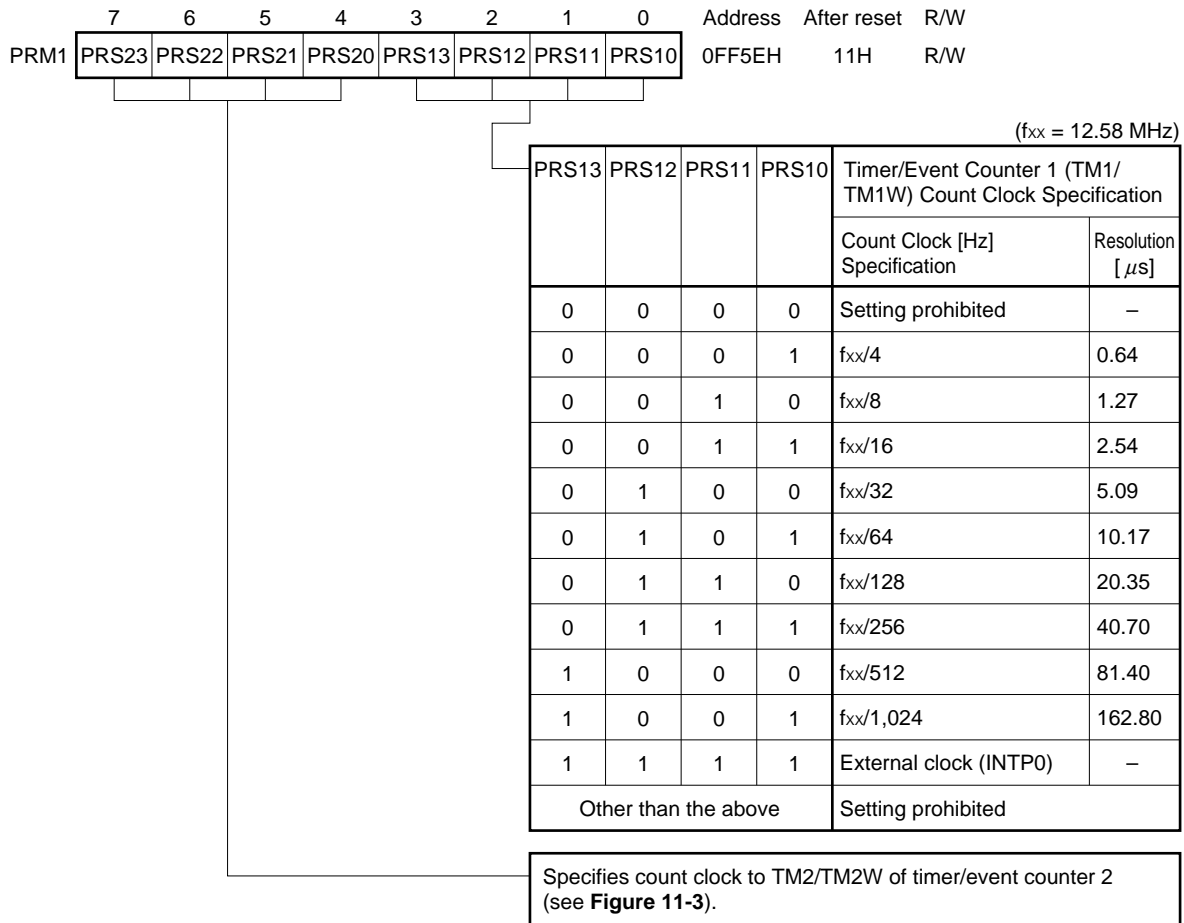 7 6 5 4 3 2 1 0 Address After reset R/W
PRM1 PRS23 PRS22 PRS21 PRS20 PRS13 PRS12 PRS11 PRS10 0FF5EH 11H R/W
(fxx = 12.58 MHz)
PRS13 PRS12 PRS11 PRS10 Timer/Event Counter 1 (TM1/
TM1W) Count Clock Specification
Count Clock [Hz] Resolution
Specification [μs]
0 0 0 0 Setting prohibited –
0 0 0 1 fxx/4 0.64
0 0 1 0 fxx/8 1.27
0 0 1 1 fxx/16 2.54
0 1 0 0 fxx/32 5.09
0 1 0 1 fxx/64 10.17
0 1 1 0 fxx/128 20.35
0 1 1 1 fxx/256 40.70
1 0 0 0 fxx/512 81.40
1 0 0 1 fxx/1,024 162.80
1 1 1 1 External clock (INTP0) –
Other than the above Setting prohibited
Specifies count clock to TM2/TM2W of timer/event counter 2
(see Figure 11-3).